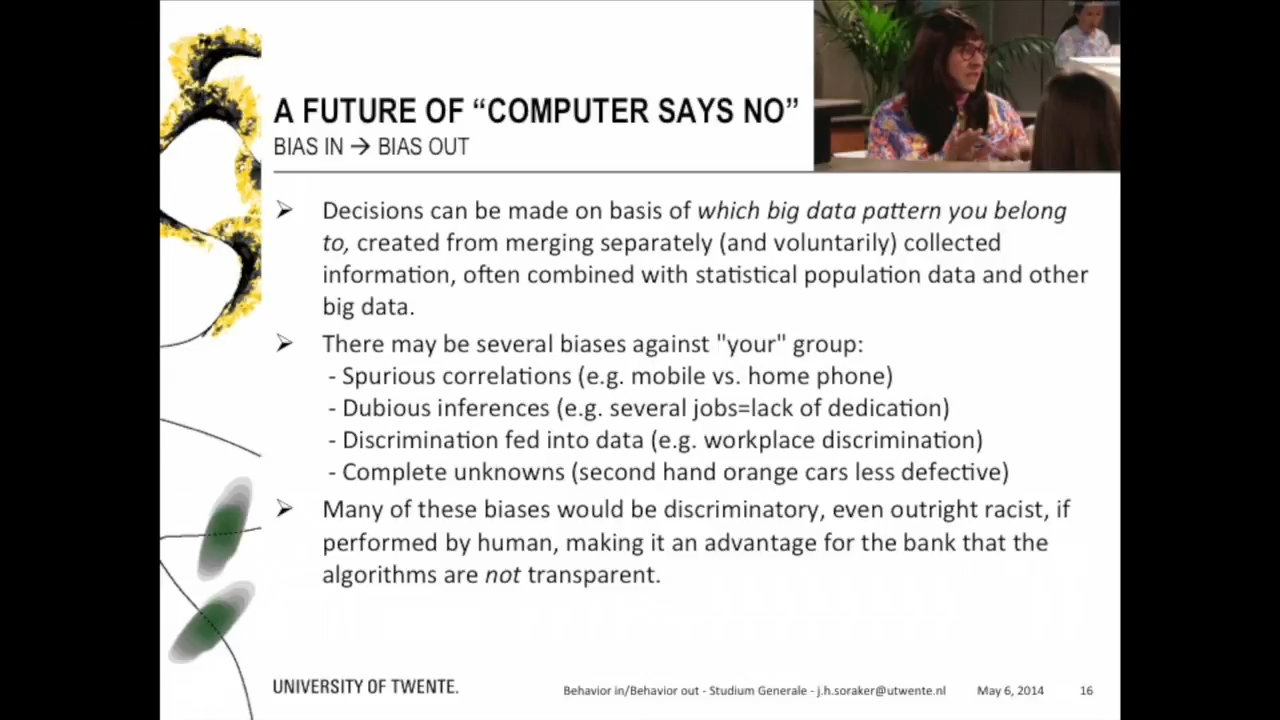 A FUTURE OF “COMPUTER SAYS NO”
BIAS IN → BIAS OUT
➢ Decisions can be made on basis of which big data pattern you belong
to, created from merging separately (and voluntarily) collected
information, often combined with statistical population data and other
big data.
➢ There may be several biases against "your" group:
- Spurious correlations (e.g. mobile vs. home phone)
- Dubious inferences (e.g. several jobs=lack of dedication)
- Discrimination fed into data (e.g. workplace discrimination)
- Complete unknowns (second hand orange cars less defective)
➢ Many of these biases would be discriminatory, even outright racist, if
performed by human, making it an advantage for the bank that the
algorithms are not transparent.
UNIVERSITY OF TWENTE.
Behavior in/Behavior out - Studium Generale - j.h.soraker@utwente.nl May 6, 2014 16